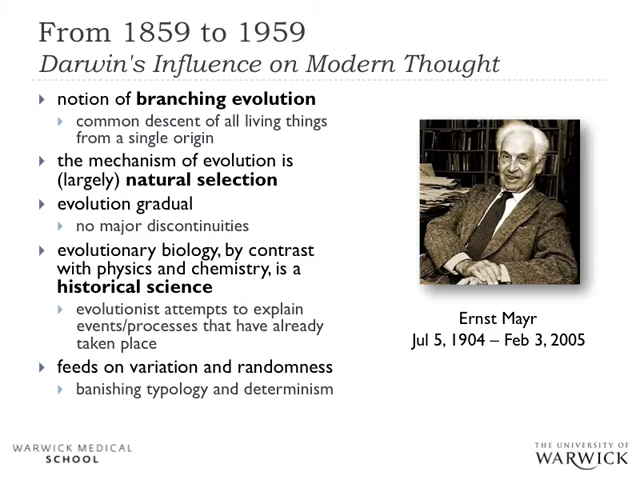 From 1859 to 1959
Darwin's Influence on Modern Thought
notion of branching evolution
common descent of all living things
from a single origin
the mechanism of evolution is
(largely) natural selection
evolution gradual
no major discontinuities
evolutionary biology, by contrast
with physics and chemistry, is a
historical science
evolutionist attempts to explain
events/processes that have already
taken place
feeds on variation and randomness
banishing typology and determinism
Ernst Mayr
Jul 5, 1904 – Feb 3, 2005
WARWICK MEDICAL
SCHOOL
THE UNIVERSITY OF
WARWICK